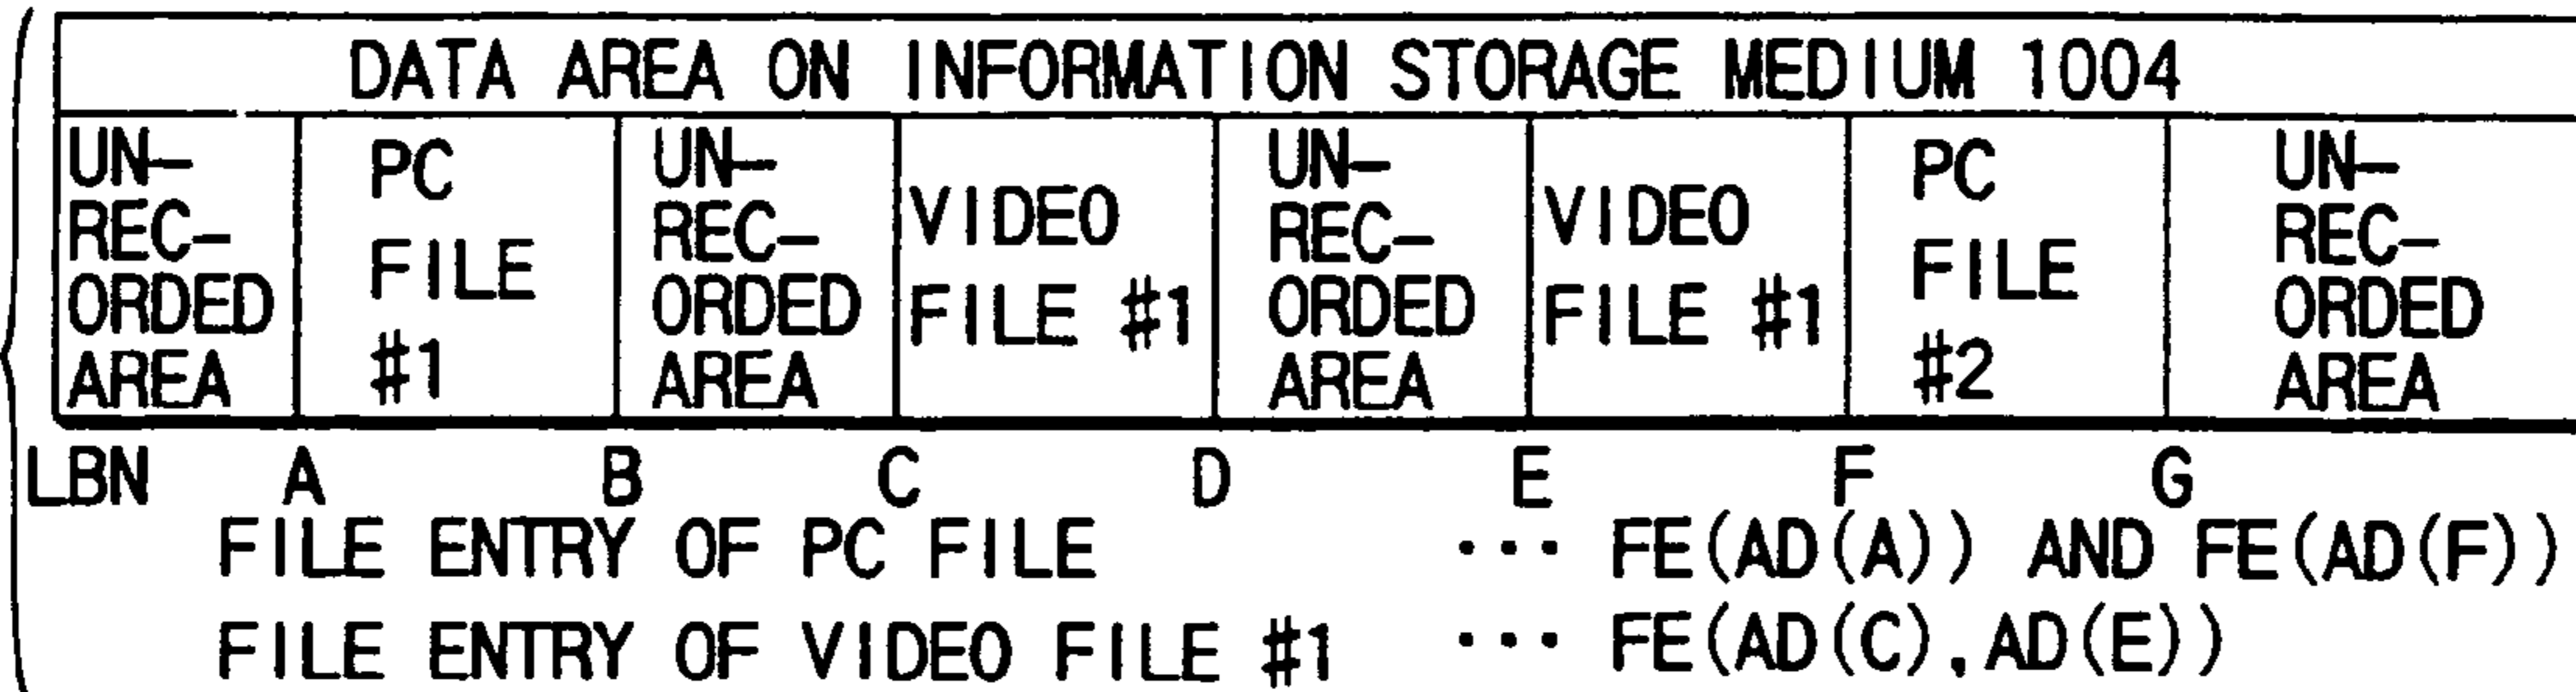 DATA AREA ON INFORMATION STORAGE MEDIUM 1004
UN-
REC-
ORDED
AREA
PC
FILE
#1
UN-
REC-
ORDED
AREA
VIDEO
FILE #1
UN-
REC-
ORDED
AREA
VIDEO
FILE #1
PC
FILE
#2
UN-
REC-
ORDED
AREA
LBN A B C D E F G
FILE ENTRY OF PC FILE ... FE(AD(A)) AND FE(AD(F))
FILE ENTRY OF VIDEO FILE #1 ... FE(AD(C),AD(E))